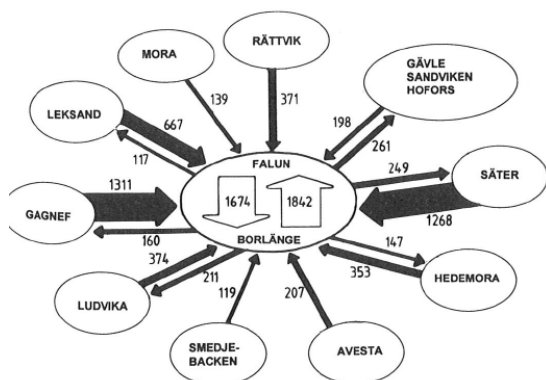 RÄTTVIK
MORA
GÄVLE
SANDVIKEN
HOFORS
139
371
LEKSAND
667
198
261
117
FALUN
249
SÄTER
1311
1674
1842
GAGNEF
1268
160
BORLÄNGE
147
374
211
353
HEDEMORA
LUDVIKA
119
207
SMEDJE-
BACKEN
AVESTA